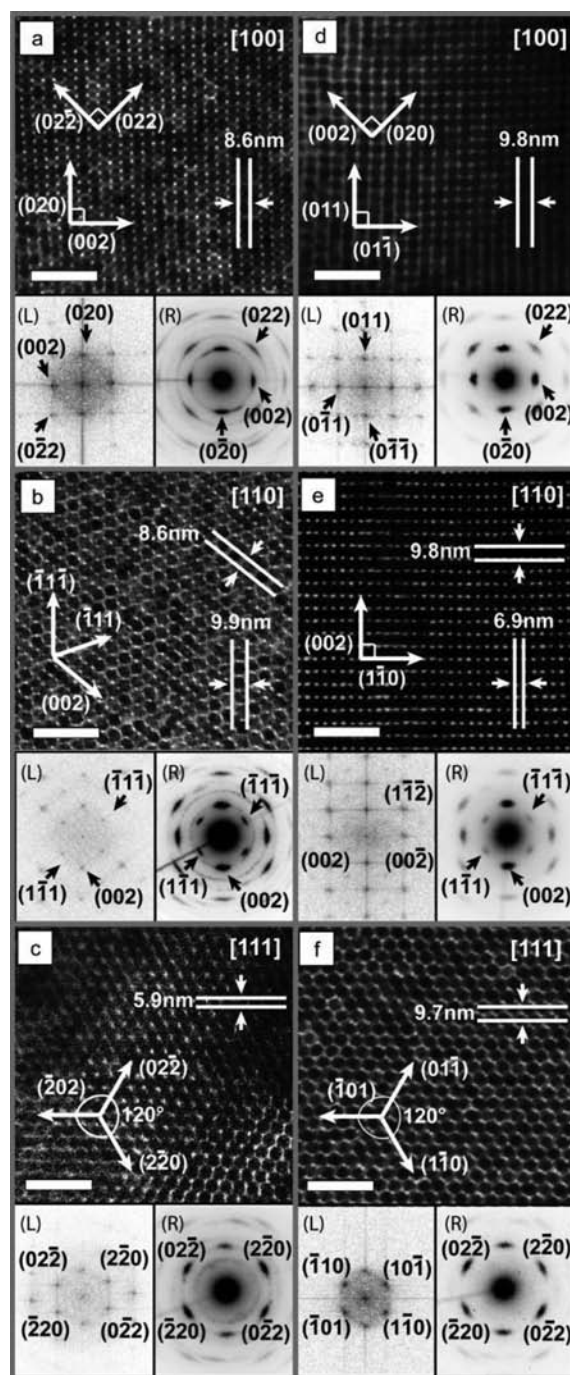 a
[100]
(022̄)
(022)
8.6nm
(020)
(002)
(L)
(020)
(002)
(02̄2)
(R)
(022)
(002)
(02̄0)
d
[100]
(002)
(020)
9.8nm
(011)
(011̄)
(L)
(011)
(01̄1)
(01̄1̄)
(R)
(022)
(002)
(02̄0)
b
[110]
8.6nm
(1̄11̄)
(1̄11)
9.9nm
(002)
(L)
(1̄11̄)
(11̄1)
(002)
(R)
(1̄11̄)
(11̄1)
(002)
e
[110]
9.8nm
(002)
6.9nm
(11̄0)
(L)
(11̄2̄)
(002)
(002̄)
(R)
(1̄11̄)
(11̄1)
(002)
c
[111]
5.9nm
(022̄)
(2̄02)
120°
(22̄0)
(L)
(022̄)
(22̄0)
(2̄20)
(02̄2)
(R)
(022̄)
(22̄0)
(2̄20)
(02̄2)
f
[111]
9.7nm
(011̄)
(1̄01)
120°
(11̄0)
(L)
(1̄10)
(101̄)
(1̄01)
(11̄0)
(R)
(022̄)
(22̄0)
(2̄20)
(02̄2)